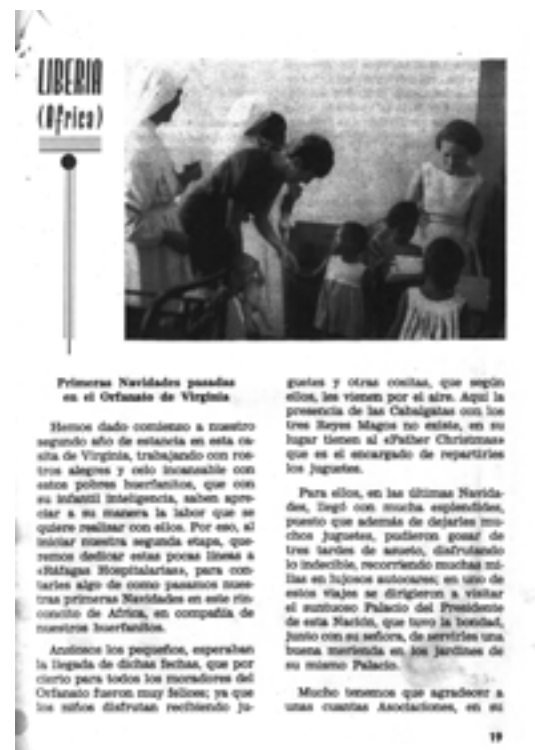 LIBERIA
(Africa)
Primeras Navidades pasadas
en el Orfanato de Virginia
Hemos dado comienzo a nuestro
segundo año de estancia en esta ca-
sita de Virginia, trabajando con ros-
tros alegres y celo incansable con
estos pobres huerfanitos, que con
su infantil inteligencia, saben apre-
ciar a su manera la labor que se
quiere realizar con ellos. Por eso, al
iniciar nuestra segunda etapa, que-
remos dedicar estas pocas líneas a
«Ráfagas Hospitalarias», para con-
tarles algo de como pasamos nues-
tras primeras Navidades en este rin-
concito de Africa, en compañía de
nuestros huerfanitos.
Ansiosos los pequeños, esperaban
la llegada de dichas fechas, que por
cierto para todos los moradores del
Orfanato fueron muy felices; ya que
los niños disfrutan recibiendo ju-
guetes y otras cositas, que según
ellos, les vienen por el aire. Aquí la
presencia de las Cabalgatas con los
tres Reyes Magos no existe, en su
lugar tienen al «Father Christmas»
que es el encargado de repartirles
los juguetes.
Para ellos, en las últimas Navida-
des, llegó con mucha esplendidez,
puesto que además de dejarles mu-
chos juguetes, pudieron gozar de
tres tardes de asueto, disfrutando
lo indecible, recorriendo muchas mi-
llas en lujosos autocares; en uno de
estos viajes se dirigieron a visitar
el suntuoso Palacio del Presidente
de esta Nación, que tuvo la bondad,
junto con su señora, de servirles una
buena merienda en los jardines de
su mismo Palacio.
Mucho tenemos que agradecer a
unas cuantas Asociaciones, en su
19